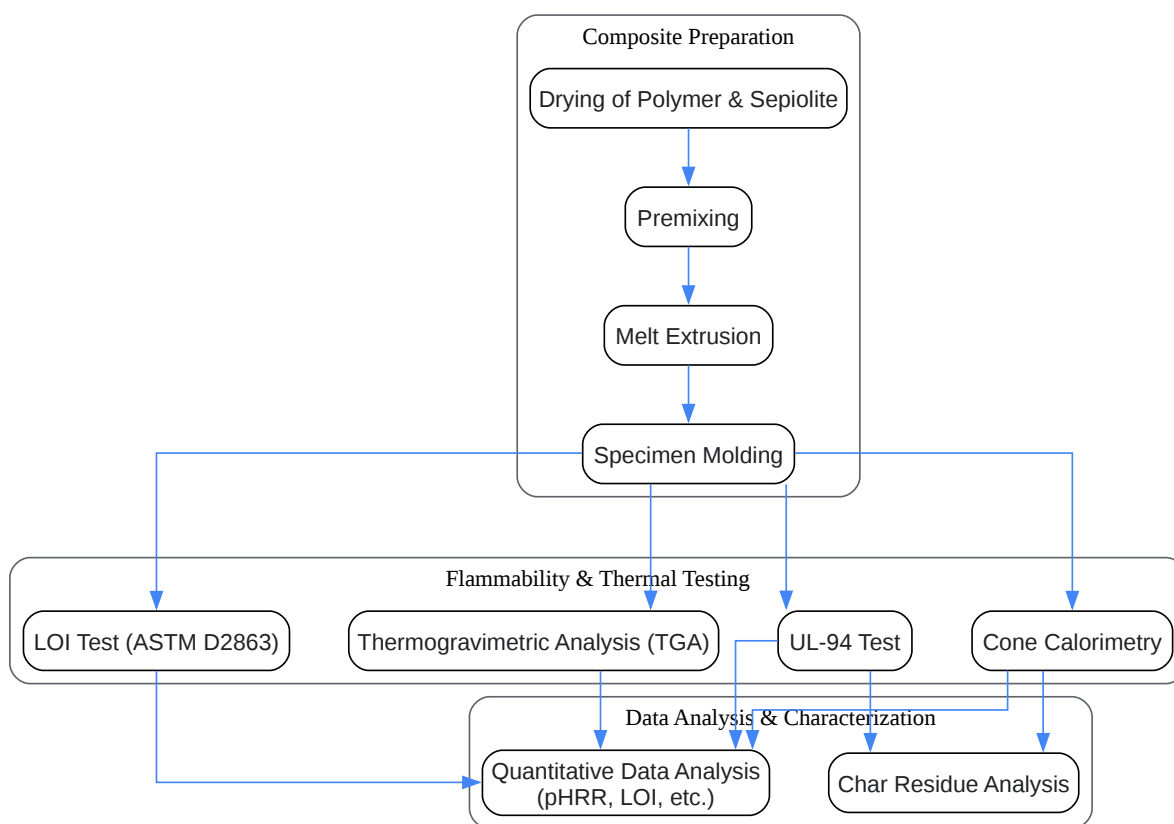 Composite Preparation
Drying of Polymer & Sepiolite
Premixing
Melt Extrusion
Specimen Molding
Flammability & Thermal Testing
LOI Test (ASTM D2863)
Thermogravimetric Analysis (TGA)
UL-94 Test
Cone Calorimetry
Data Analysis & Characterization
Quantitative Data Analysis
(pHRR, LOI, etc.)
Char Residue Analysis